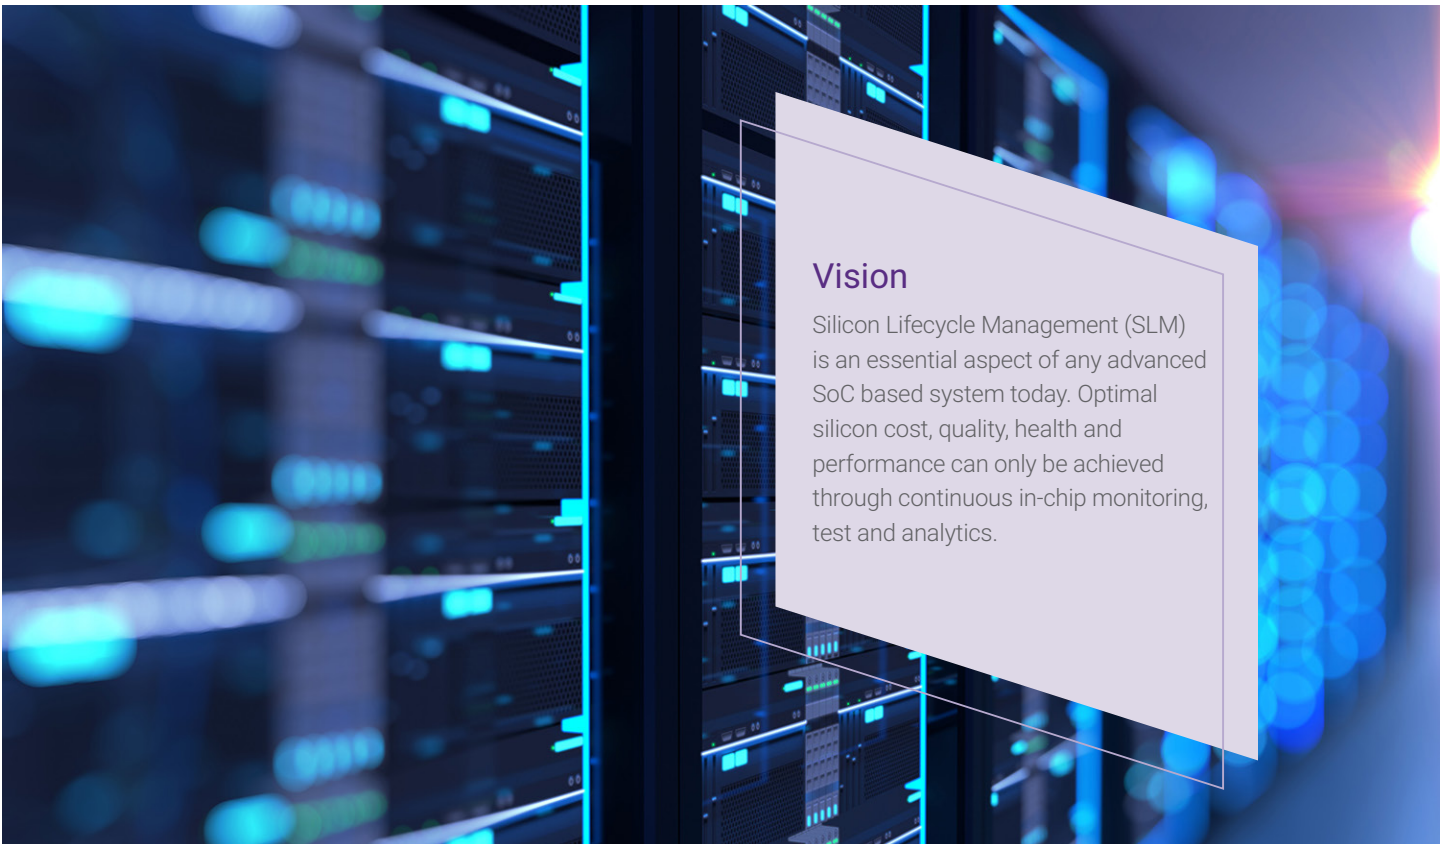 Vision
Silicon Lifecycle Management (SLM)
is an essential aspect of any advanced
SoC based system today. Optimal
silicon cost, quality, health and
performance can only be achieved
through continuous in-chip monitoring,
test and analytics.